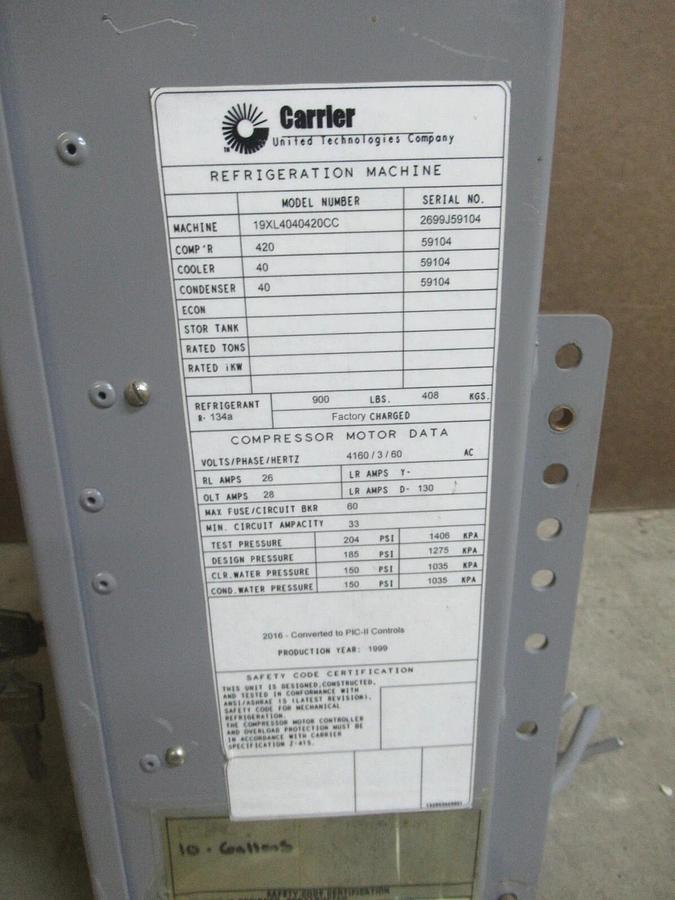 Carrier
TM
United Technologies Company
REFRIGERATION MACHINE
MODEL NUMBER SERIAL NO.
MACHINE 19XL4040420CC 2699J59104
COMP'R 420 59104
COOLER 40 59104
CONDENSER 40 59104
ECON
STOR TANK
RATED TONS
RATED iKW
REFRIGERANT 900 LBS. 408 KGS.
R- 134a Factory CHARGED
COMPRESSOR MOTOR DATA
VOLTS/PHASE/HERTZ 4160 / 3 / 60 AC
RL AMPS 26 LR AMPS Y-
OLT AMPS 28 LR AMPS D- 130
MAX FUSE/CIRCUIT BKR 60
MIN. CIRCUIT AMPACITY 33
TEST PRESSURE 204 PSI 1406 KPA
DESIGN PRESSURE 185 PSI 1275 KPA
CLR.WATER PRESSURE 150 PSI 1035 KPA
COND.WATER PRESSURE 150 PSI 1035 KPA
2016 - Converted to PIC-II Controls
PRODUCTION YEAR: 1999
SAFETY CODE CERTIFICATION
THIS UNIT IS DESIGNED,CONSTRUCTED,
AND TESTED IN CONFORMANCE WITH
ANSI/ASHRAE 15 (LATEST REVISION),
SAFETY CODE FOR MECHANICAL
REFRIGERATION.
THE COMPRESSOR MOTOR CONTROLLER
AND OVERLOAD PROTECTION MUST BE
IN ACCORDANCE WITH CARRIER
SPECIFICATION Z-415.
10 - Gallons
SAFETY CODE CERTIFICATION